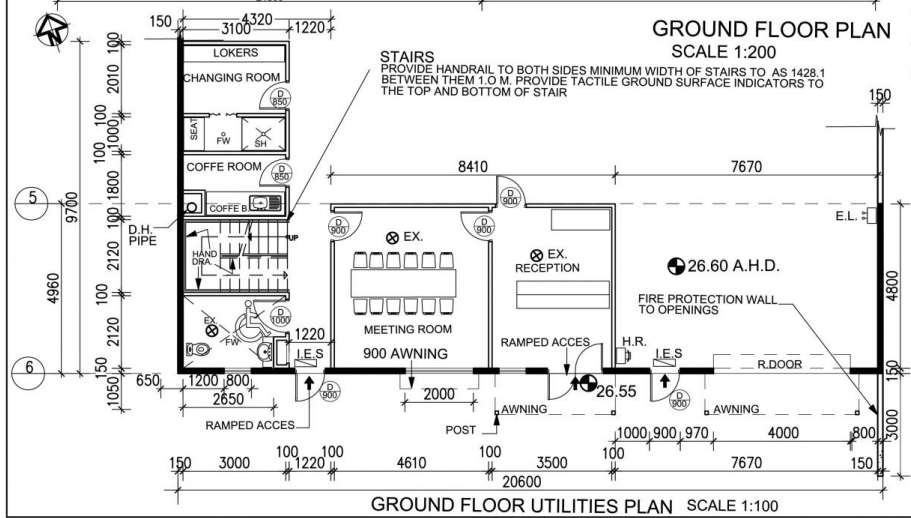 GROUND FLOOR PLAN
SCALE 1:200
150
4320
3100
1220
STAIRS
PROVIDE HANDRAIL TO BOTH SIDES MINIMUM WIDTH OF STAIRS TO AS 1428.1
BETWEEN THEM 1.O M. PROVIDE TACTILE GROUND SURFACE INDICATORS TO
THE TOP AND BOTTOM OF STAIR
N
LOKERS
CHANGING ROOM
D
850
SEAT
FW
SH
COFFE ROOM
D
850
COFFE B.
D.H.
PIPE
HAND
DRA.
UP
EX.
FW
D
1000
1220
100
2010
100
1000
100
1800
100
2120
100
2120
150
1050
9700
4960
5
6
8410
7670
150
D
900
D
900
D
900
EX.
EX.
RECEPTION
MEETING ROOM
900 AWNING
RAMPED ACCES
26.60 A.H.D.
E.L.
FIRE PROTECTION WALL
TO OPENINGS
4800
150
3000
H.R.
I.E.S
I.E.S
R.DOOR
26.55
650
1200
800
2650
D
900
RAMPED ACCES
2000
POST
AWNING
D
900
AWNING
1000
900
970
4000
800
150
3000
100
1220
100
4610
100
3500
100
7670
150
20600
GROUND FLOOR UTILITIES PLAN SCALE 1:100